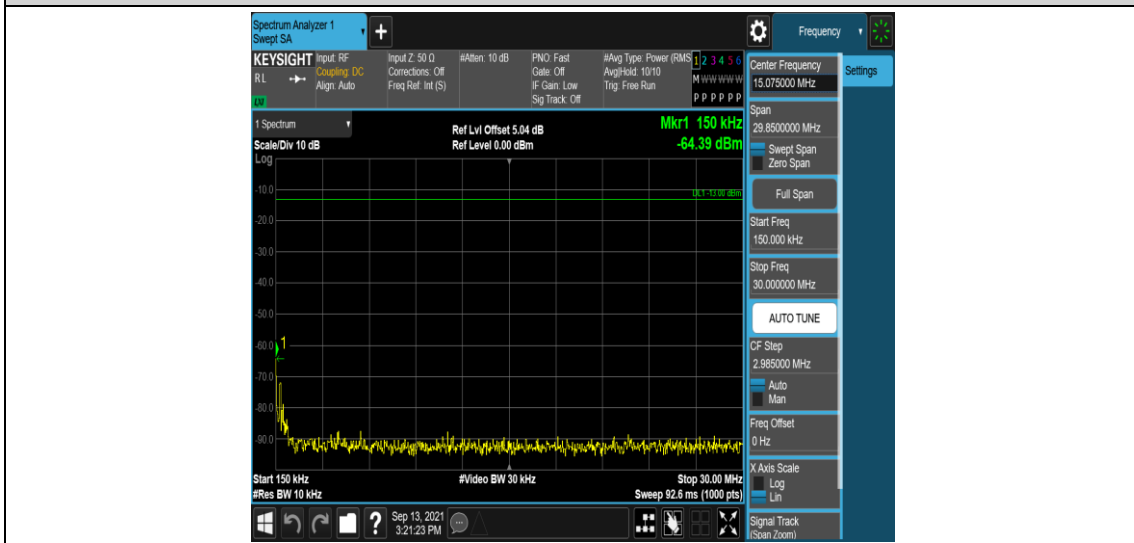 Spectrum Analyzer 1
Swept SA
+
Frequency
KEYSIGHT
RL
LXI
Input: RF
Coupling: DC
Align: Auto
Input Z: 50 Ω
Corrections: Off
Freq Ref: Int (S)
#Atten: 10 dB
PNO: Fast
Gate: Off
IF Gain: Low
Sig Track: Off
#Avg Type: Power (RMS
Avg|Hold: 10/10
Trig: Free Run
1 2 3 4 5 6
M W W W W W
P P P P P P
1 Spectrum
Scale/Div 10 dB
Log
Ref Lvl Offset 5.04 dB
Ref Level 0.00 dBm
Mkr1 150 kHz
-64.39 dBm
DL1 -13.00 dBm
-10.0
-20.0
-30.0
-40.0
-50.0
-60.0
1
-70.0
-80.0
-90.0
Start 150 kHz
#Res BW 10 kHz
#Video BW 30 kHz
Stop 30.00 MHz
Sweep 92.6 ms (1000 pts)
Center Frequency
15.075000 MHz
Settings
Span
29.8500000 MHz
Swept Span
Zero Span
Full Span
Start Freq
150.000 kHz
Stop Freq
30.000000 MHz
AUTO TUNE
CF Step
2.985000 MHz
Auto
Man
Freq Offset
0 Hz
X Axis Scale
Log
Lin
Signal Track
(Span Zoom)
?
Sep 13, 2021
3:21:23 PM